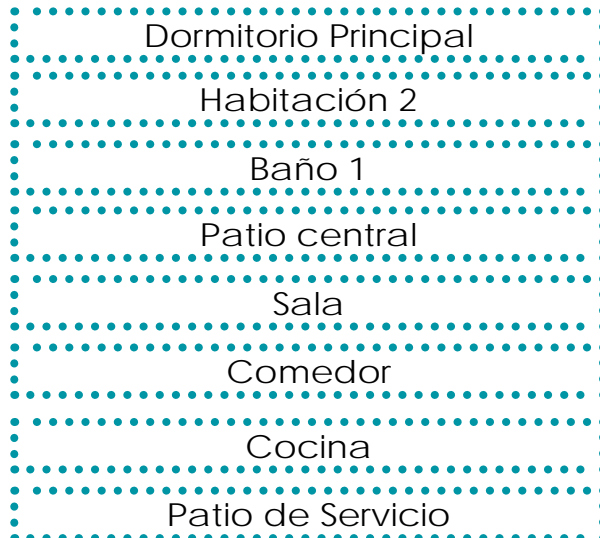 Dormitorio Principal
Habitación 2
Baño 1
Patio central
Sala
Comedor
Cocina
Patio de Servicio